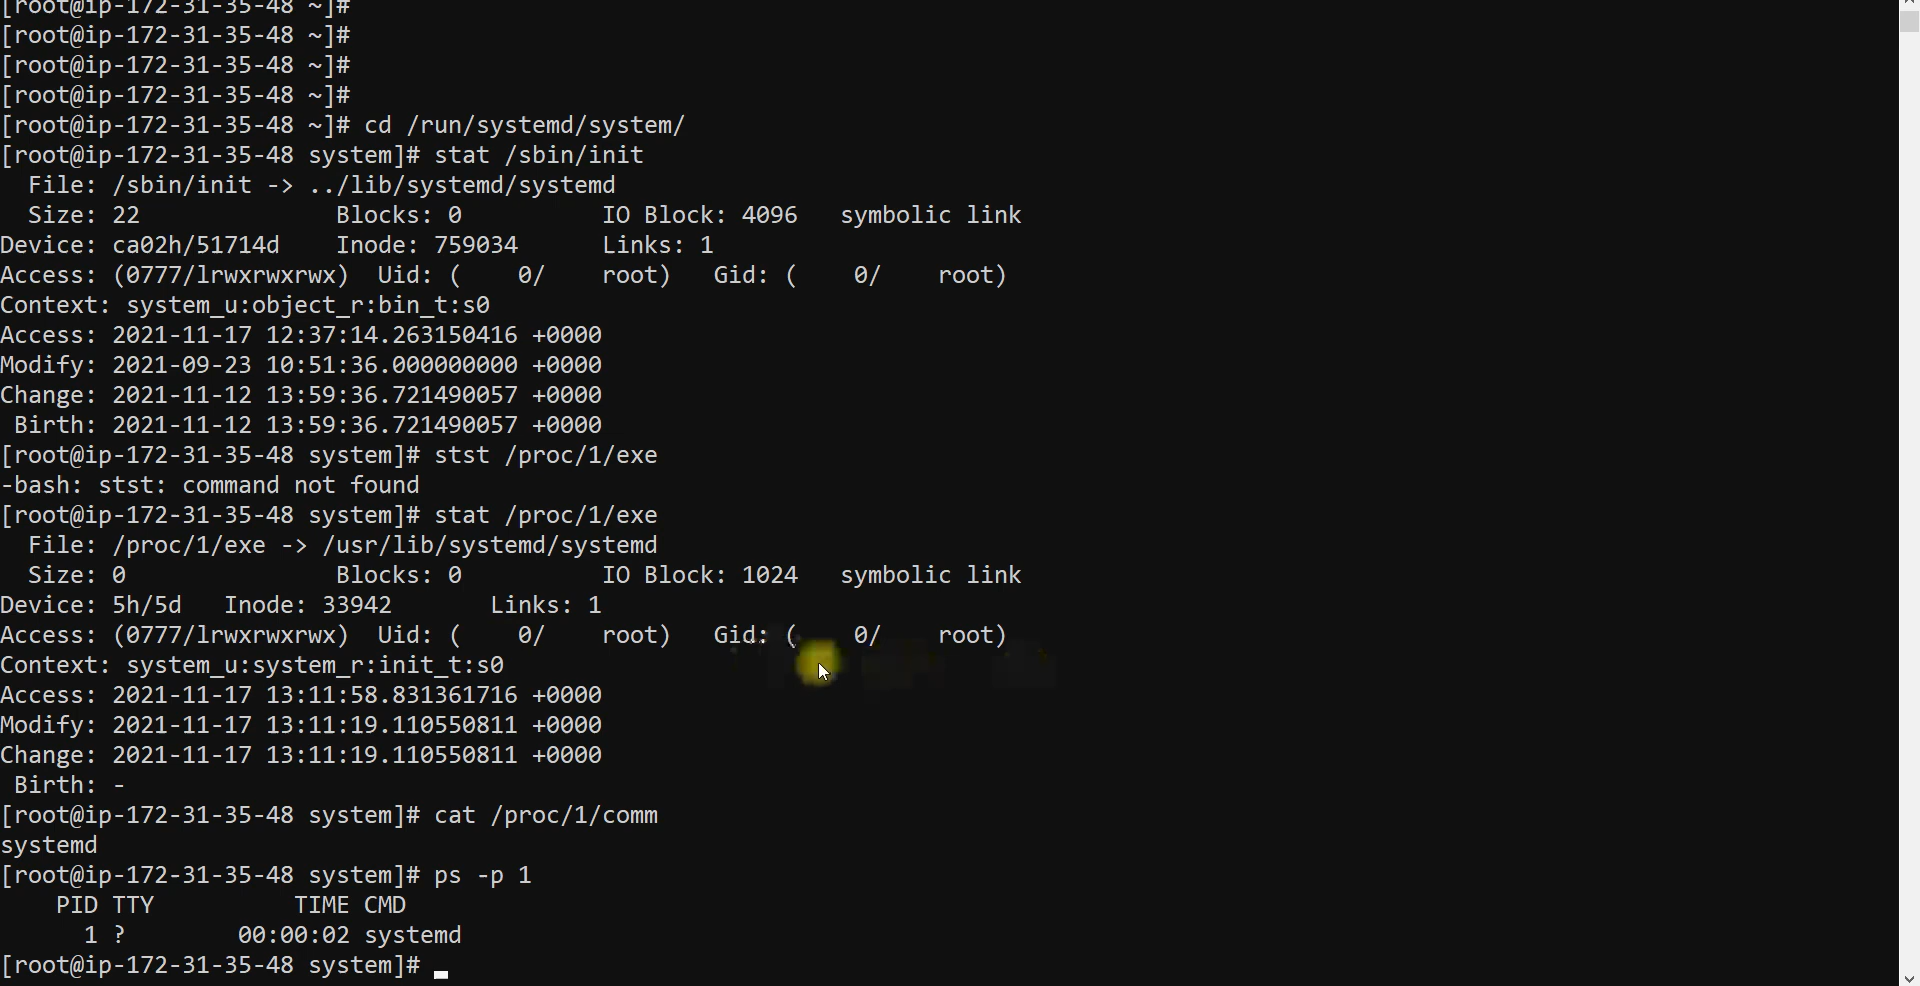 [root@ip-172-31-35-48 ~]#
[root@ip-172-31-35-48 ~]#
[root@ip-172-31-35-48 ~]#
[root@ip-172-31-35-48 ~]#
[root@ip-172-31-35-48 ~]# cd /run/systemd/system/
[root@ip-172-31-35-48 system]# stat /sbin/init
  File: /sbin/init -> ../lib/systemd/systemd
  Size: 22              Blocks: 0          IO Block: 4096   symbolic link
Device: ca02h/51714d    Inode: 759034      Links: 1
Access: (0777/lrwxrwxrwx)  Uid: (    0/    root)   Gid: (    0/    root)
Context: system_u:object_r:bin_t:s0
Access: 2021-11-17 12:37:14.263150416 +0000
Modify: 2021-09-23 10:51:36.000000000 +0000
Change: 2021-11-12 13:59:36.721490057 +0000
 Birth: 2021-11-12 13:59:36.721490057 +0000
[root@ip-172-31-35-48 system]# stst /proc/1/exe
-bash: stst: command not found
[root@ip-172-31-35-48 system]# stat /proc/1/exe
  File: /proc/1/exe -> /usr/lib/systemd/systemd
  Size: 0               Blocks: 0          IO Block: 1024   symbolic link
Device: 5h/5d   Inode: 33942       Links: 1
Access: (0777/lrwxrwxrwx)  Uid: (    0/    root)   Gid: (    0/    root)
Context: system_u:system_r:init_t:s0
Access: 2021-11-17 13:11:58.831361716 +0000
Modify: 2021-11-17 13:11:19.110550811 +0000
Change: 2021-11-17 13:11:19.110550811 +0000
 Birth: -
[root@ip-172-31-35-48 system]# cat /proc/1/comm
systemd
[root@ip-172-31-35-48 system]# ps -p 1
    PID TTY          TIME CMD
      1 ?        00:00:02 systemd
[root@ip-172-31-35-48 system]#